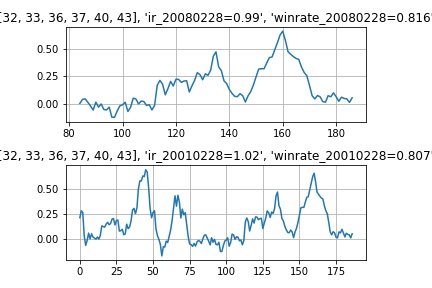 [32, 33, 36, 37, 40, 43], 'ir_20080228=0.99', 'winrate_20080228=0.816'
0.50
0.25
0.00
80 100 120 140 160 180
[32, 33, 36, 37, 40, 43], 'ir_20010228=1.02', 'winrate_20010228=0.807'
0.50
0.25
0.00
0 25 50 75 100 125 150 175